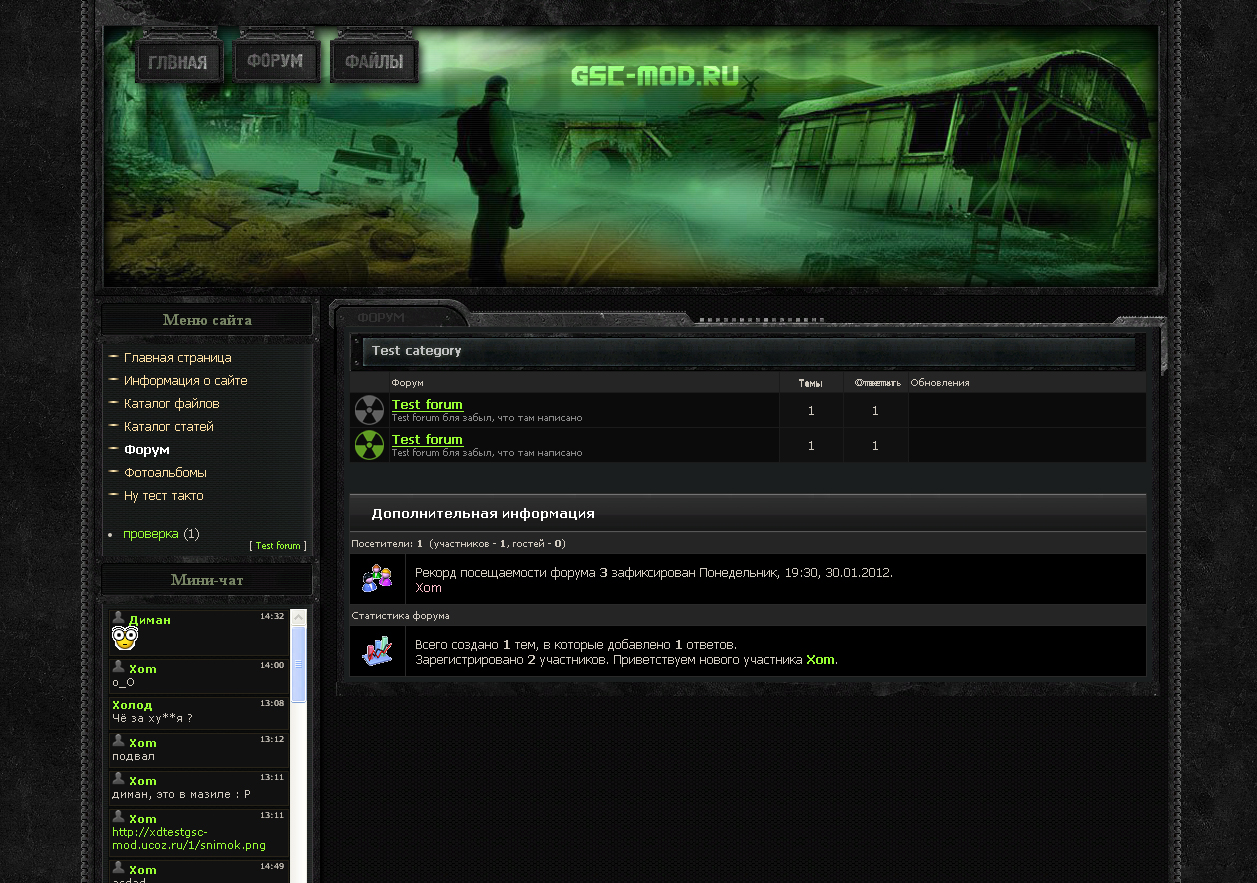 ГЛВНАЯ
ФОРУМ
ФАЙЛЫ
GSC-MOD.RU
Меню сайта
Главная страница
Информация о сайте
Каталог файлов
Каталог статей
Форум
Фотоальбомы
Ну тест такто
проверка (1)
[ Test forum ]
Мини-чат
Диман 14:32
Xom 14:00
o_O
Холод 13:08
Чё за ху**я ?
Xom 13:12
подвал
Xom 13:11
диман, это в мазиле : P
Xom 13:11
http://xdtestgsc-
mod.ucoz.ru/1/snimok.png
Xom 14:49
ФОРУМ
Test category
Форум Темы Обновления
Test forum 1 1
Test forum бля забыл, что там написано
Test forum 1 1
Test forum бля забыл, что там написано
Дополнительная информация
Посетители: 1 (участников - 1, гостей - 0)
Рекорд посещаемости форума 3 зафиксирован Понедельник, 19:30, 30.01.2012.
Xom
Статистика форума
Всего создано 1 тем, в которые добавлено 1 ответов.
Зарегистрировано 2 участников. Приветствуем нового участника Xom.